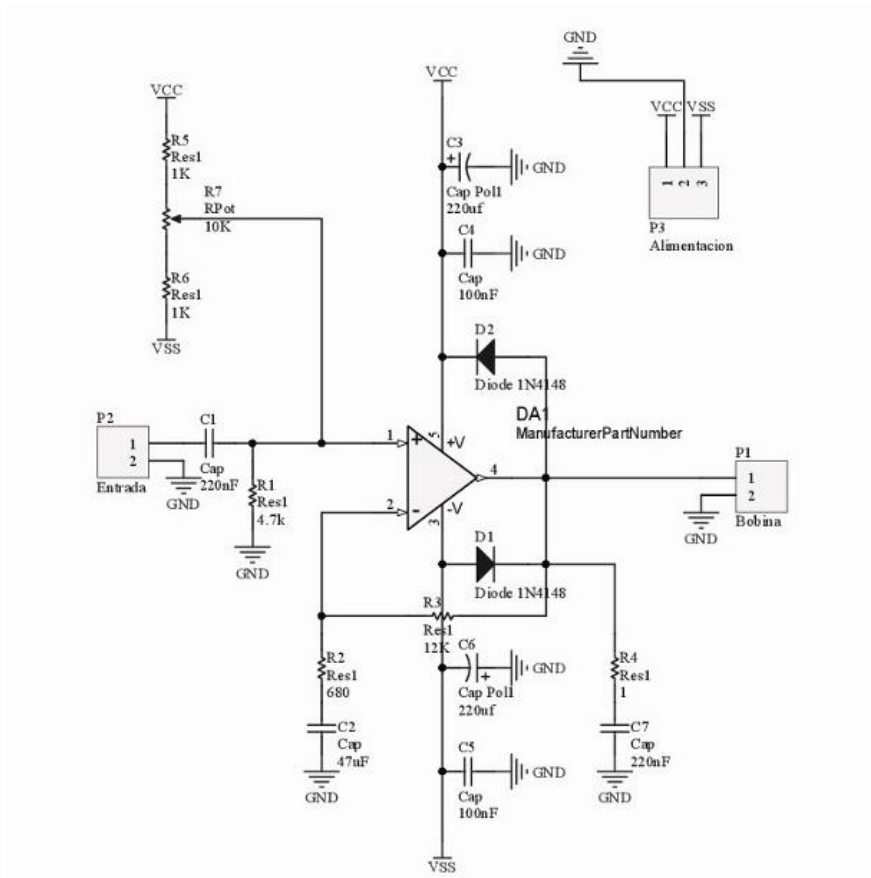 GND
VCC
VCC
VCC
VSS
C3
+
GND
Cap Pol1
220uf
R5
Res1
1K
R7
RPot
10K
1
2
3
P3
Alimentacion
C4
GND
Cap
100nF
R6
Res1
1K
VSS
D2
Diode 1N4148
DA1
ManufacturerPartNumber
P2
1
2
Entrada
C1
Cap
220nF
GND
R1
Res1
4.7k
GND
1
+
5
+V
4
2
-
3
-V
P1
1
2
Bobina
GND
D1
Diode 1N4148
R3
Res1
12K
R2
Res1
680
C6
+
GND
Cap Pol1
220uf
R4
Res1
1
C2
Cap
47uF
GND
C7
Cap
220nF
GND
C5
GND
Cap
100nF
VSS